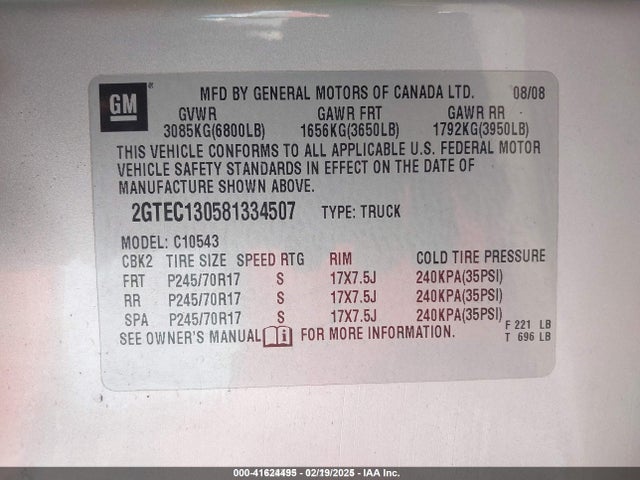 GM
MFD BY GENERAL MOTORS OF CANADA LTD. 08/08
GVWR GAWR FRT GAWR RR
3085KG(6800LB) 1656KG(3650LB) 1792KG(3950LB)
THIS VEHICLE CONFORMS TO ALL APPLICABLE U.S. FEDERAL MOTOR
VEHICLE SAFETY STANDARDS IN EFFECT ON THE DATE OF
MANUFACTURE SHOWN ABOVE.
2GTEC130581334507 TYPE: TRUCK
MODEL: C10543
CBK2 TIRE SIZE SPEED RTG RIM COLD TIRE PRESSURE
FRT P245/70R17 S 17X7.5J 240KPA(35PSI)
RR P245/70R17 S 17X7.5J 240KPA(35PSI)
SPA P245/70R17 S 17X7.5J 240KPA(35PSI)
SEE OWNER'S MANUAL FOR MORE INFORMATION.
F 221 LB
T 696 LB
000-41624495 - 02/19/2025 - IAAI.COM